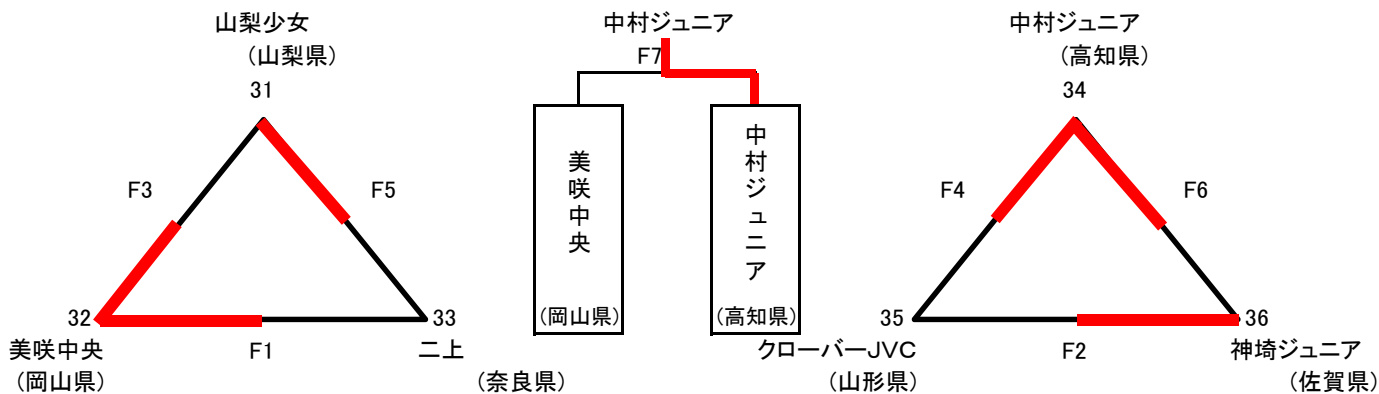 山梨少女
(山梨県)
31
F3
F5
32
33
美咲中央
F1
二上
(岡山県)
(奈良県)
中村ジュニア
F7
美咲中央
(岡山県)
中村ジュニア
(高知県)
中村ジュニア
(高知県)
34
F4
F6
35
36
クローバーJVC
F2
神埼ジュニア
(山形県)
(佐賀県)